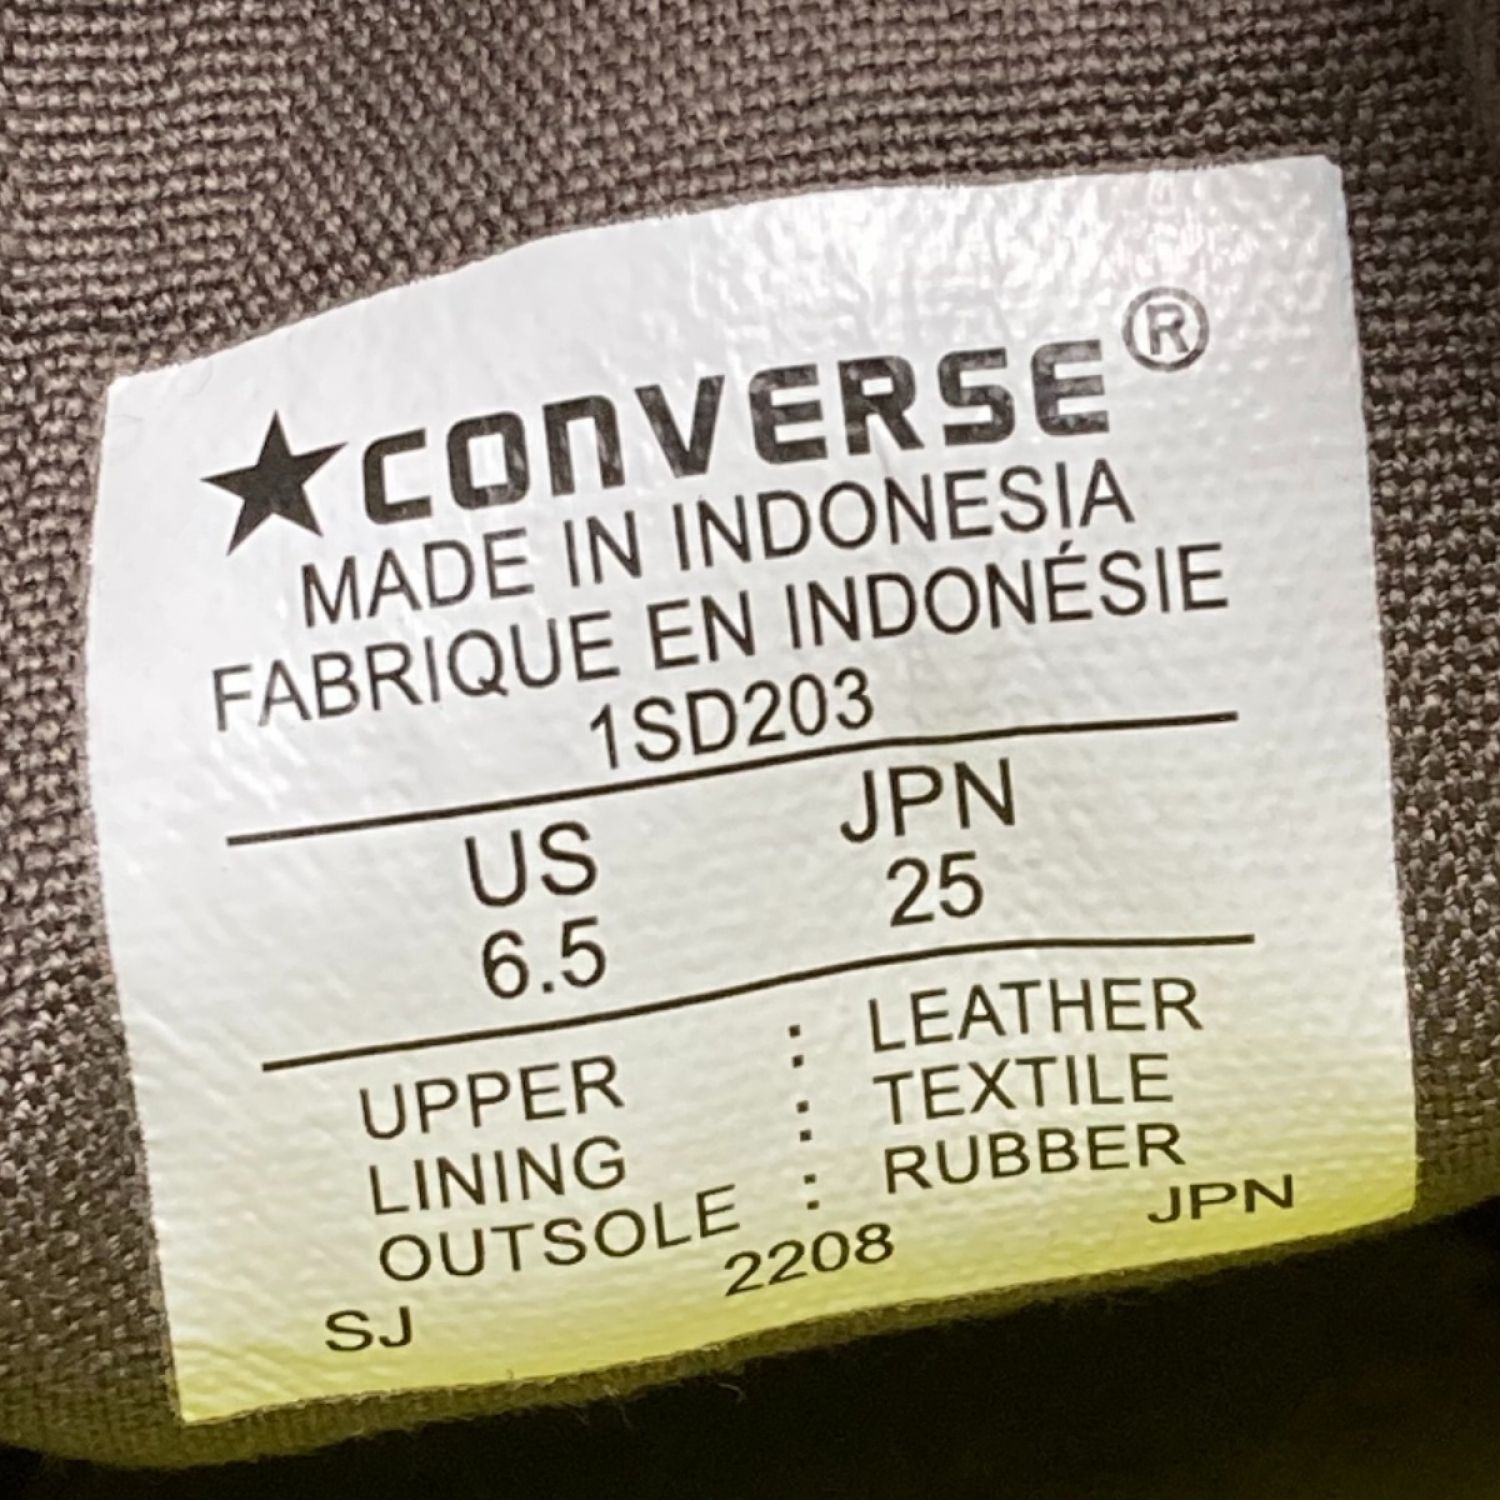 ★CONVERSE®
MADE IN INDONESIA
FABRIQUE EN INDONÉSIE
1SD203
US JPN
6.5 25
UPPER : LEATHER
LINING : TEXTILE
OUTSOLE : RUBBER
SJ 2208 JPN